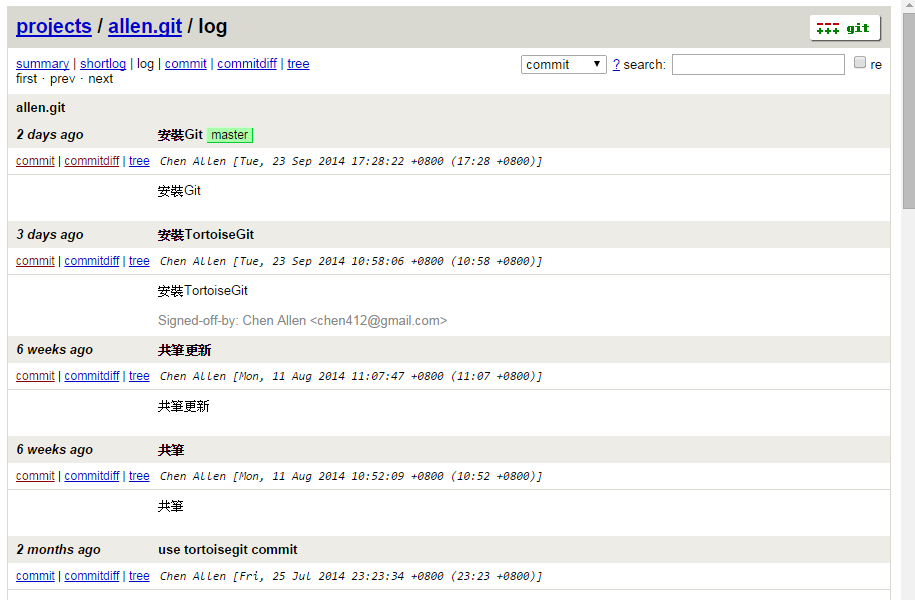 projects / allen.git / log
git
summary | shortlog | log | commit | commitdiff | tree
commit ? search: re
first · prev · next
allen.git
2 days ago 安裝Git master
commit | commitdiff | tree Chen Allen [Tue, 23 Sep 2014 17:28:22 +0800 (17:28 +0800)]
安裝Git
3 days ago 安裝TortoiseGit
commit | commitdiff | tree Chen Allen [Tue, 23 Sep 2014 10:58:06 +0800 (10:58 +0800)]
安裝TortoiseGit
Signed-off-by: Chen Allen <chen412@gmail.com>
6 weeks ago 共筆更新
commit | commitdiff | tree Chen Allen [Mon, 11 Aug 2014 11:07:47 +0800 (11:07 +0800)]
共筆更新
6 weeks ago 共筆
commit | commitdiff | tree Chen Allen [Mon, 11 Aug 2014 10:52:09 +0800 (10:52 +0800)]
共筆
2 months ago use tortoisegit commit
commit | commitdiff | tree Chen Allen [Fri, 25 Jul 2014 23:23:34 +0800 (23:23 +0800)]